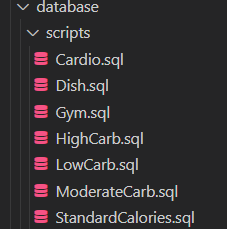 database
scripts
Cardio.sql
Dish.sql
Gym.sql
HighCarb.sql
LowCarb.sql
ModerateCarb.sql
StandardCalories.sql